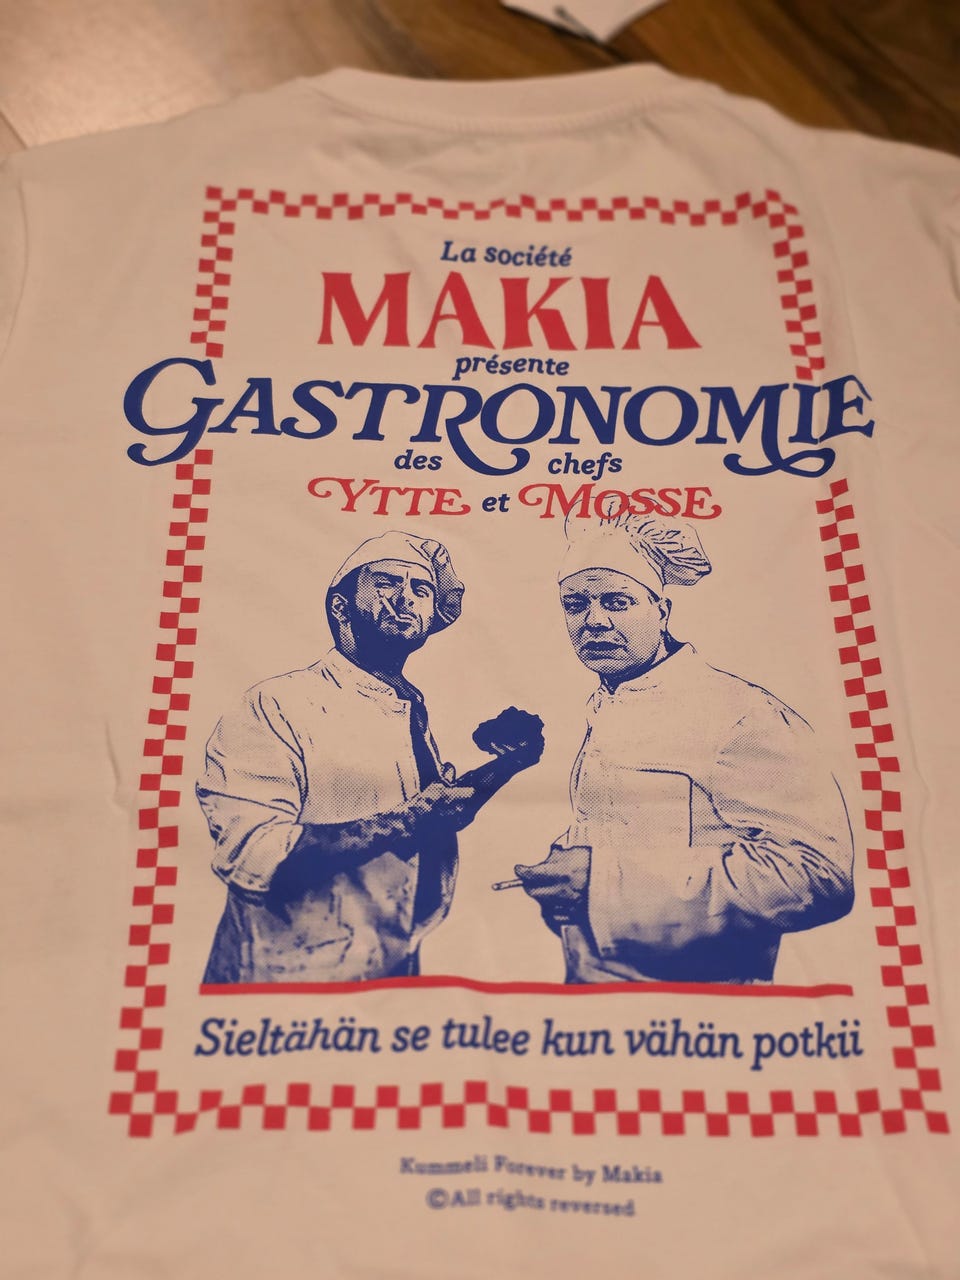 La société
MAKIA
présente
GASTRONOMIE
des chefs
YTTE et MOSSE
Sieltähän se tulee kun vähän potkii
Kummeli Forever by Makia
©All rights reversed